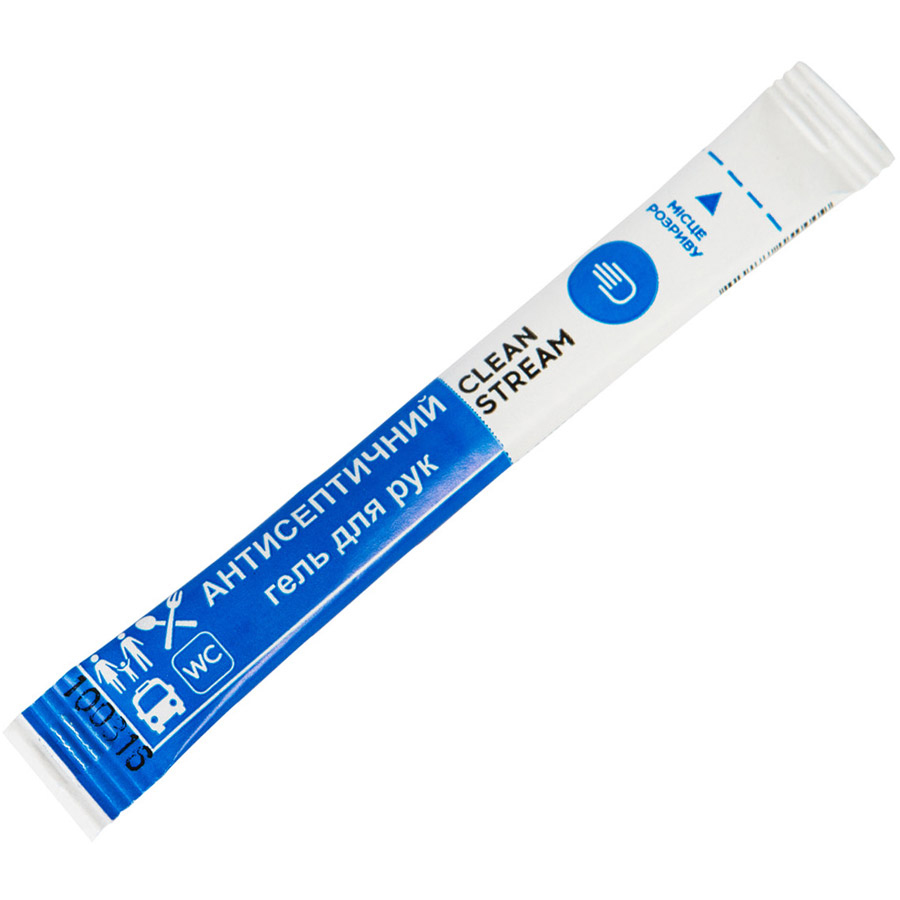 МІСЦЕ
РОЗРИВУ
CLEAN
STREAM
АНТИСЕПТИЧНИЙ
гель для рук
WC
100316